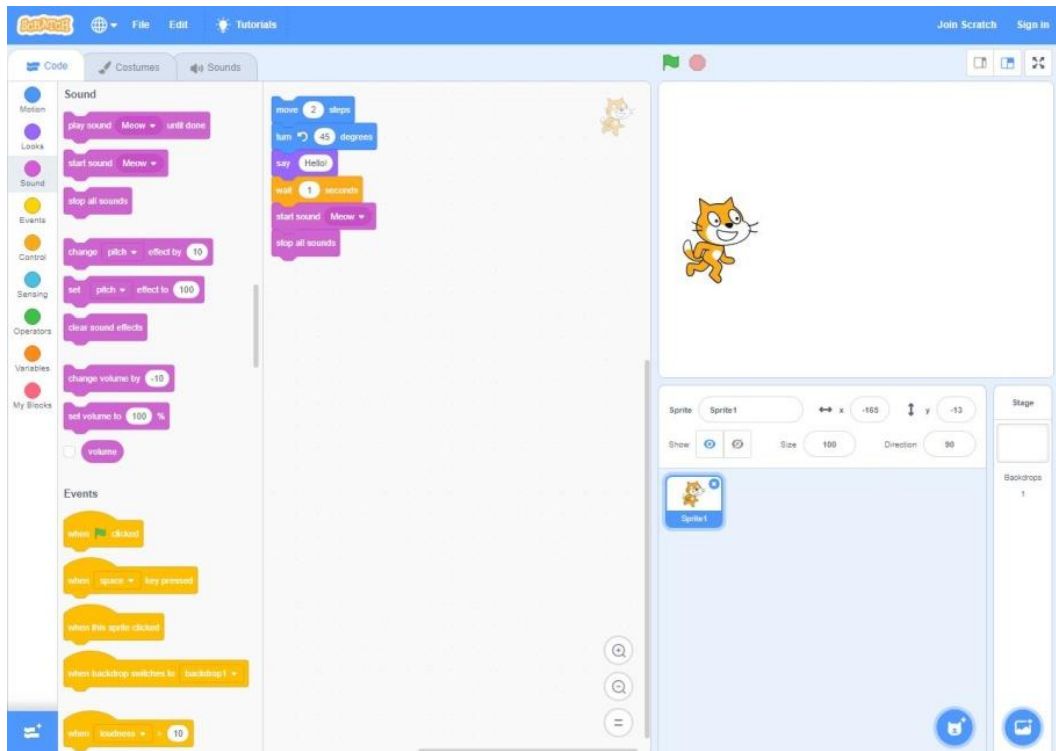 SCRATCH
File Edit Tutorials
Join Scratch Sign in
Code Costumes Sounds
Motion
Looks
Sound
Events
Control
Sensing
Operators
Variables
My Blocks
Sound
play sound Meow until done
start sound Meow
stop all sounds
change pitch effect by 10
set pitch effect to 100
clear sound effects
change volume by -10
set volume to 100 %
volume
Events
when clicked
when space key pressed
when this sprite clicked
when backdrop switches to backdrop1
when loudness > 10
move 2 steps
turn 45 degrees
say Hello!
wait 1 seconds
start sound Meow
stop all sounds
Sprite Sprite1 x -165 y -13
Show Size 100 Direction 90
Sprite1
Stage
Backdrops
1